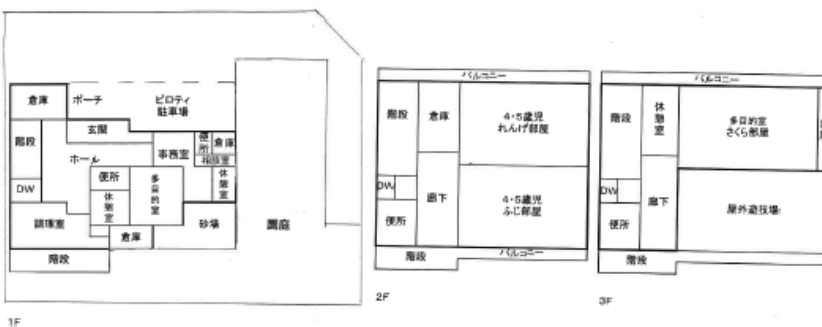 倉庫
ポーチ
ピロティ
駐車場
玄関
階段
ホール
事務室
便所
倉庫
相談室
便所
休憩室
多目的室
休憩室
DW
調理室
倉庫
砂場
園庭
階段
1F
バルコニー
階段
倉庫
4・5歳児
れんげ部屋
DW
廊下
4・5歳児
ふじ部屋
便所
階段
バルコニー
2F
バルコニー
階段
休憩室
多目的室
さくら部屋
DW
廊下
屋外遊技場
便所
階段
3F